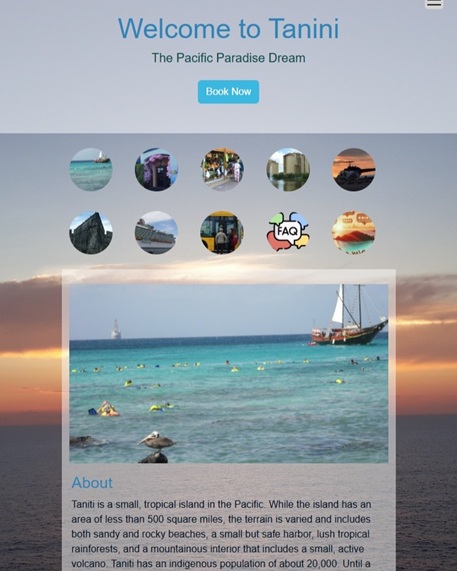 Welcome to Tanini
The Pacific Paradise Dream
Book Now
FAQ
About
Taniti is a small, tropical island in the Pacific. While the island has an
area of less than 500 square miles, the terrain is varied and includes
both sandy and rocky beaches, a small but safe harbor, lush tropical
rainforests, and a mountainous interior that includes a small, active
volcano. Taniti has an indigenous population of about 20,000. Until a